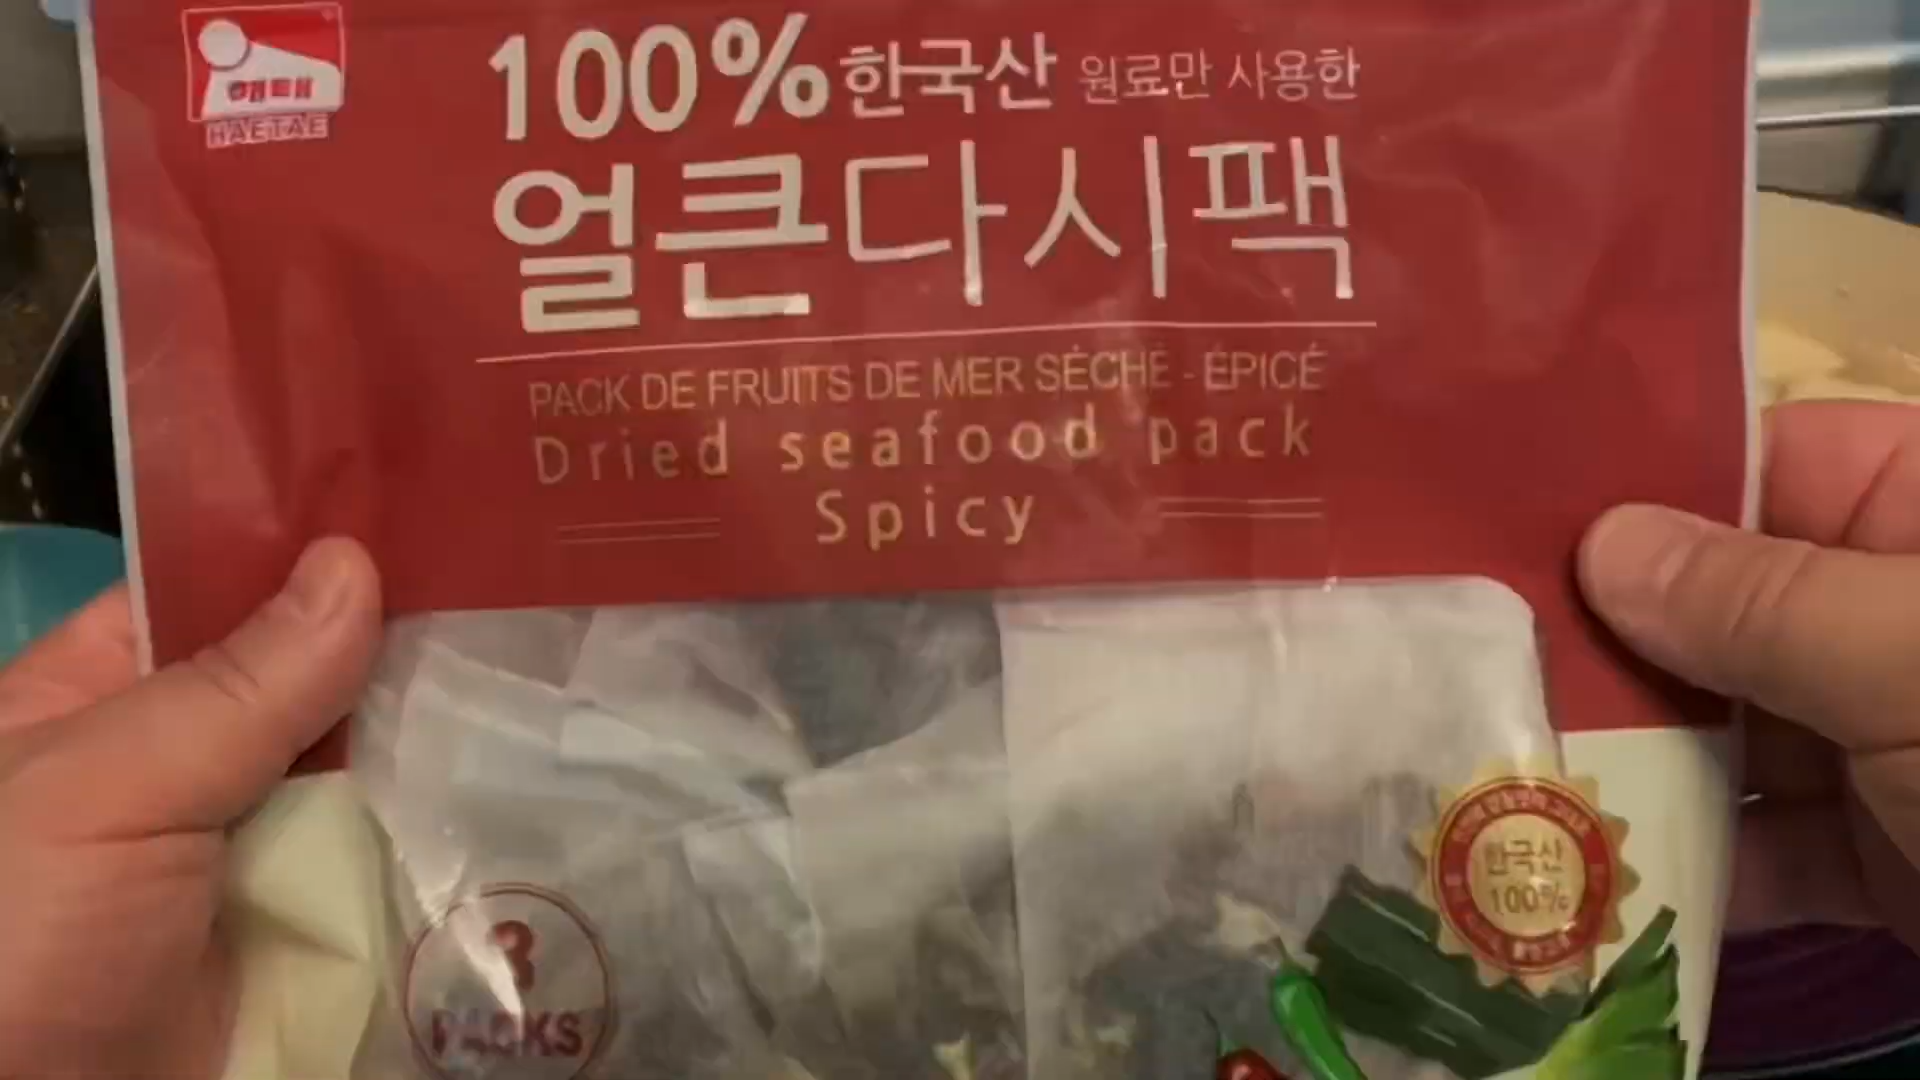 해태
HAETAE
100% 한국산 원료만 사용한
얼큰다시팩
PACK DE FRUITS DE MER SÉCHÉ - ÉPICÉ
Dried seafood pack
Spicy
한국산
100%
PACKS